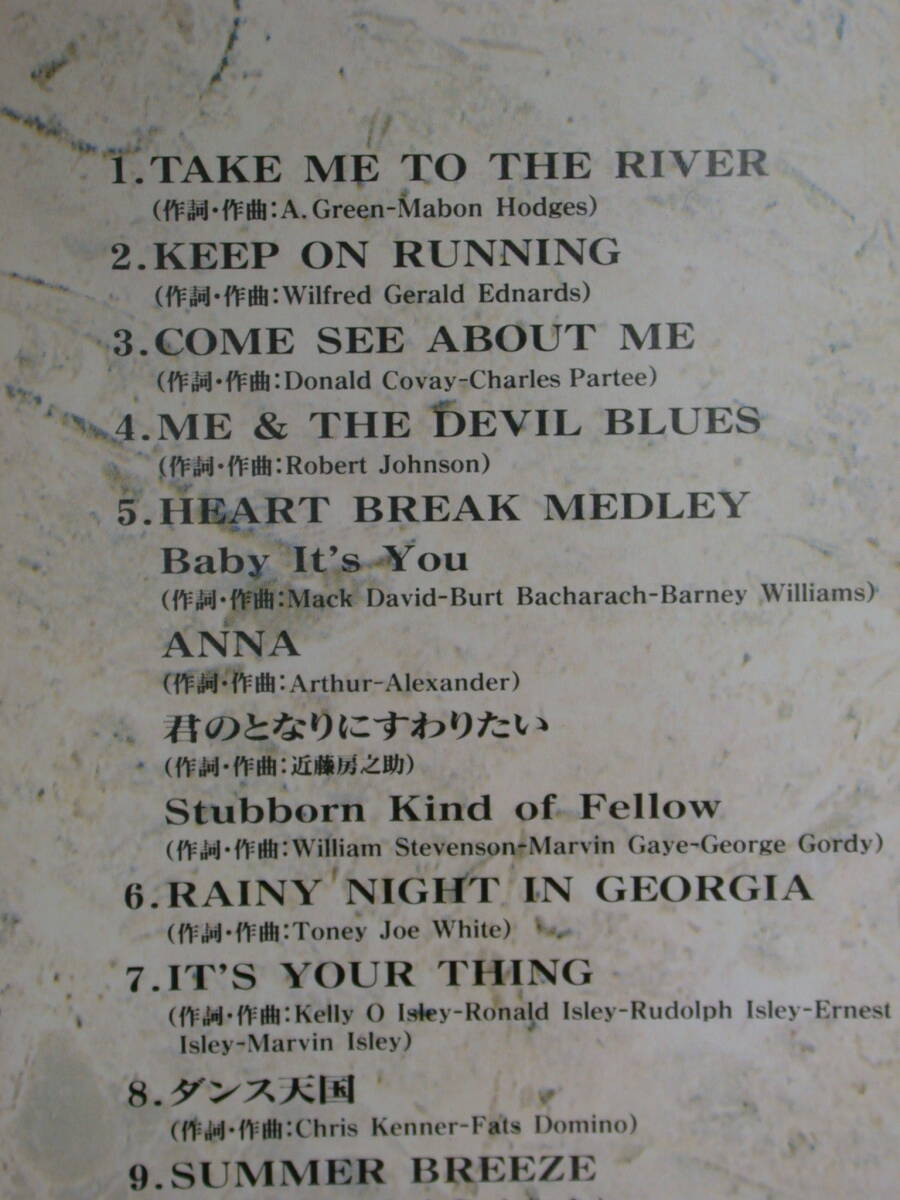 1.TAKE ME TO THE RIVER
(作詞・作曲:A.Green-Mabon Hodges)
2.KEEP ON RUNNING
(作詞・作曲:Wilfred Gerald Ednards)
3.COME SEE ABOUT ME
(作詞・作曲:Donald Covay-Charles Partee)
4.ME & THE DEVIL BLUES
(作詞・作曲:Robert Johnson)
5.HEART BREAK MEDLEY
Baby It's You
(作詞・作曲:Mack David-Burt Bacharach-Barney Williams)
ANNA
(作詞・作曲:Arthur-Alexander)
君のとなりにすわりたい
(作詞・作曲:近藤房之助)
Stubborn Kind of Fellow
(作詞・作曲:William Stevenson-Marvin Gaye-George Gordy)
6.RAINY NIGHT IN GEORGIA
(作詞・作曲:Toney Joe White)
7.IT'S YOUR THING
(作詞・作曲:Kelly O Isley-Ronald Isley-Rudolph Isley-Ernest
Isley-Marvin Isley)
8.ダンス天国
(作詞・作曲:Chris Kenner-Fats Domino)
9.SUMMER BREEZE